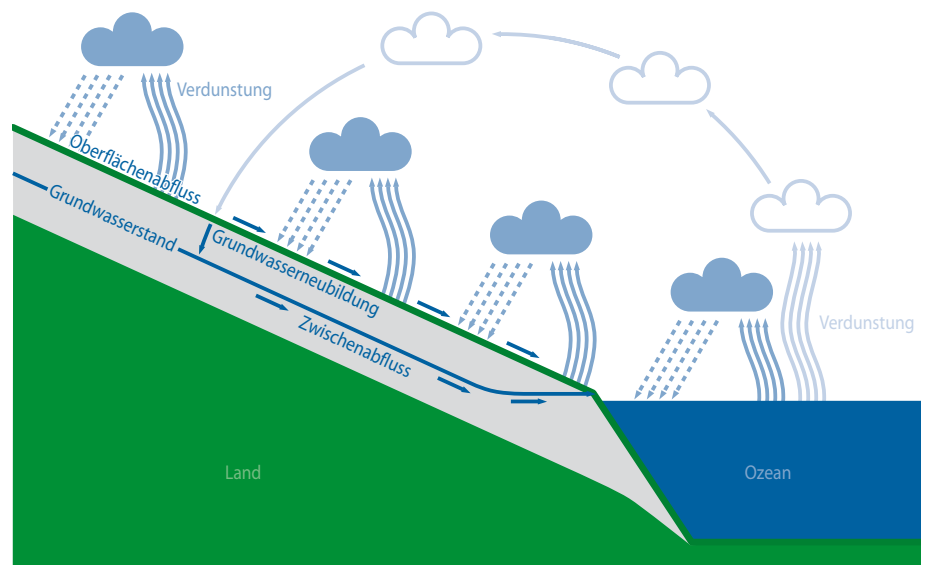 Verdunstung
Oberflächenabfluss
Grundwasserstand
Grundwasserneubildung
Zwischenabfluss
Verdunstung
Land
Ozean